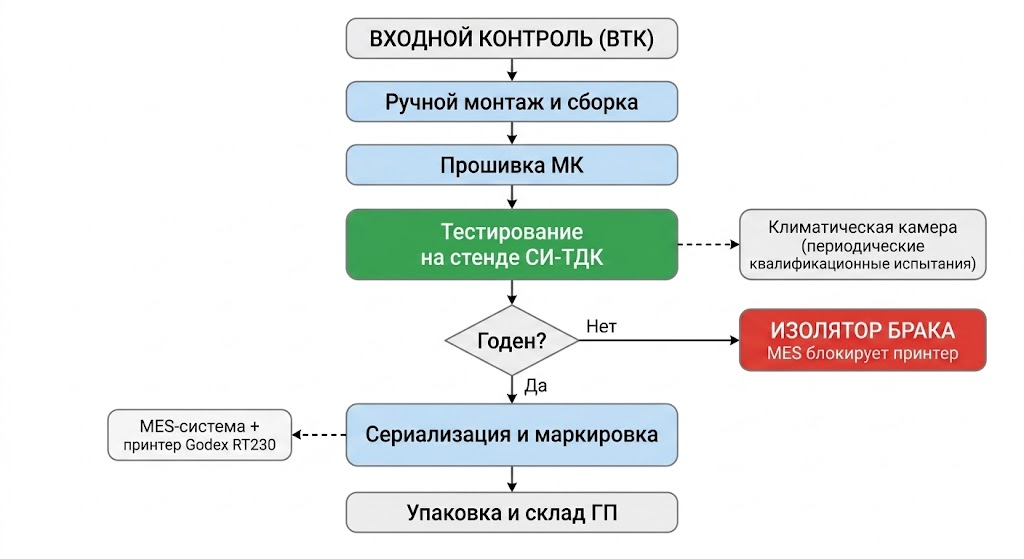 ВХОДНОЙ КОНТРОЛЬ (ВТК)
Ручной монтаж и сборка
Прошивка МК
Тестирование
на стенде СИ-ТДК
Климатическая камера
(периодические
квалификационные испытания)
Годен?
Нет
ИЗОЛЯТОР БРАКА
MES блокирует принтер
Да
MES-система +
принтер Godex RT230
Сериализация и маркировка
Упаковка и склад ГП